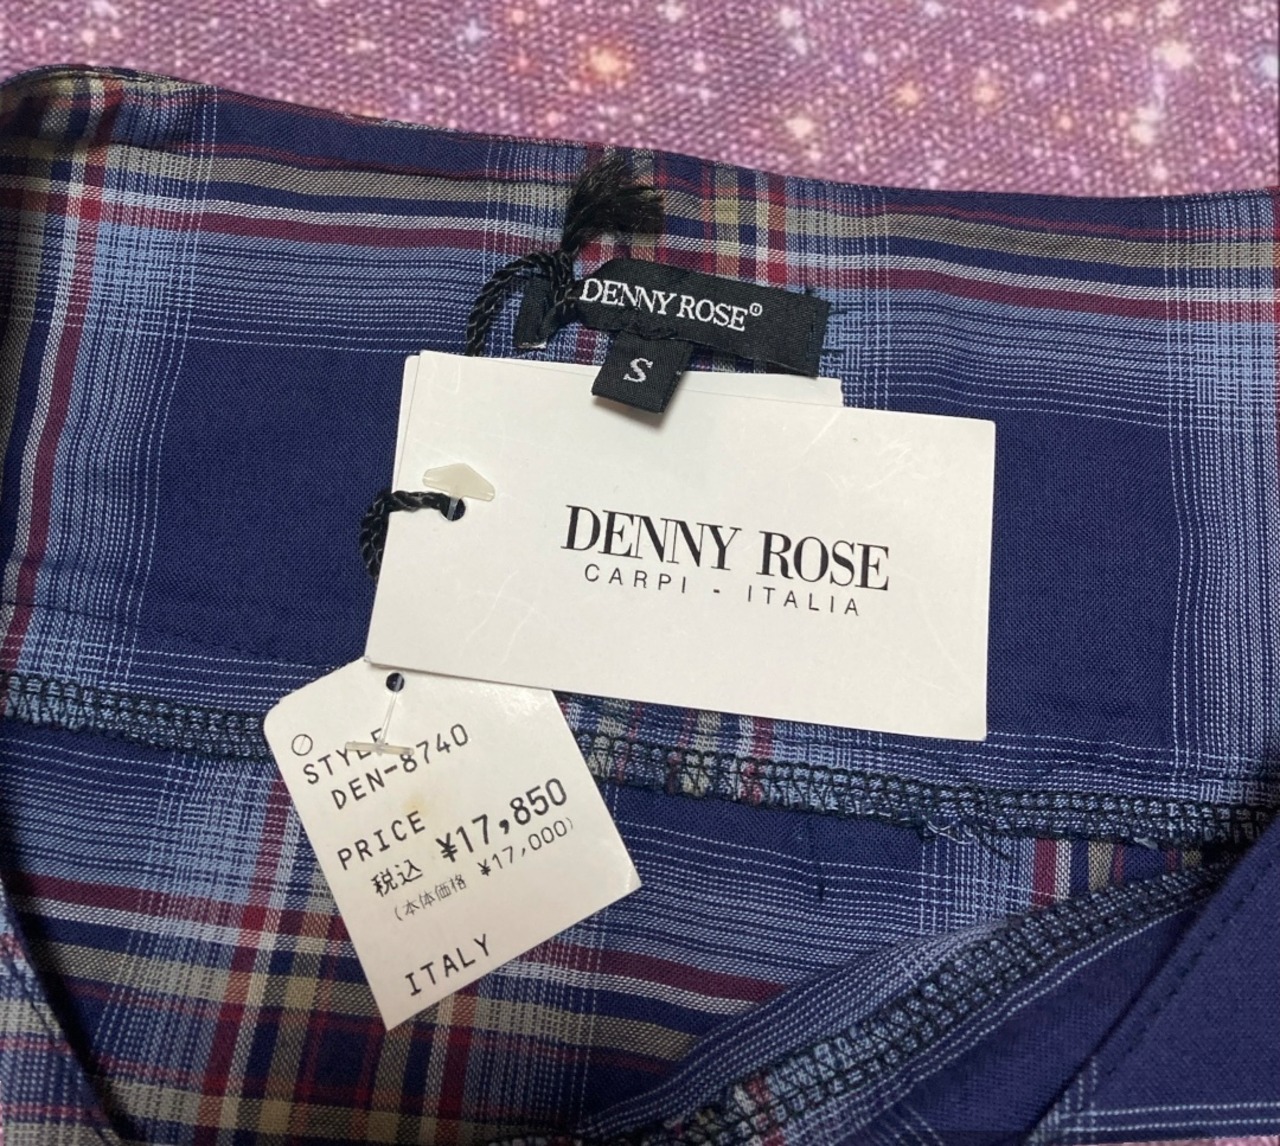 DENNY ROSE®
S
DENNY ROSE
CARPI - ITALIA
STYLE
DEN-8740
PRICE
税込 ¥17,850
(本体価格 ¥17,000)
ITALY